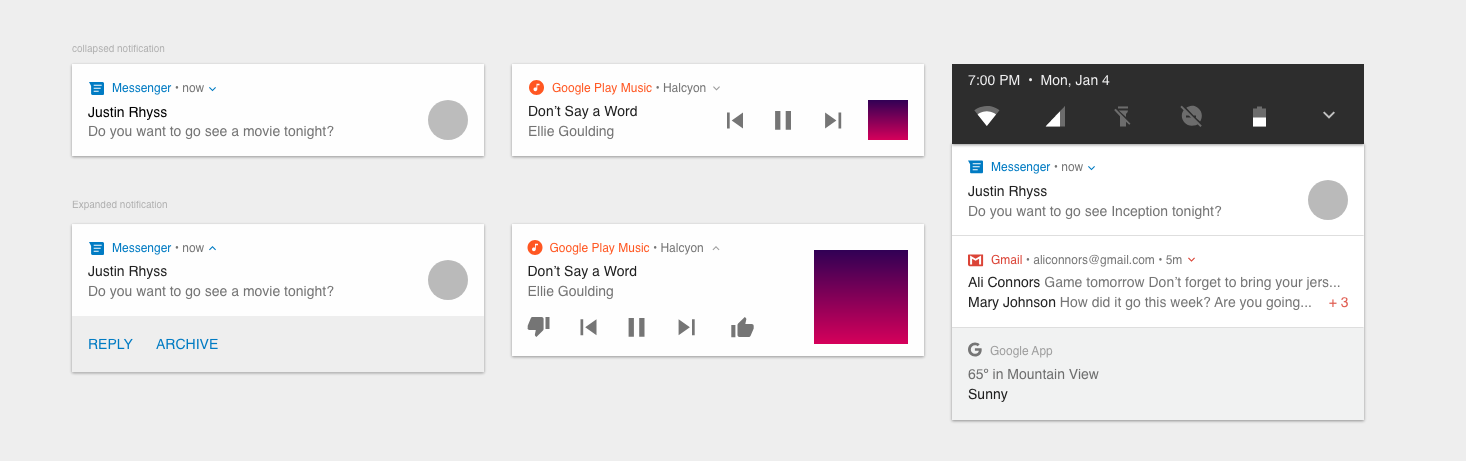 collapsed notification
Messenger • now
Justin Rhyss
Do you want to go see a movie tonight?
Google Play Music • Halcyon
Don’t Say a Word
Ellie Goulding
Expanded notification
Messenger • now
Justin Rhyss
Do you want to go see a movie tonight?
REPLY ARCHIVE
Google Play Music • Halcyon
Don’t Say a Word
Ellie Goulding
7:00 PM • Mon, Jan 4
Messenger • now
Justin Rhyss
Do you want to go see Inception tonight?
Gmail • aliconnors@gmail.com • 5m
Ali Connors Game tomorrow Don’t forget to bring your jers...
Mary Johnson How did it go this week? Are you going... + 3
Google App
65° in Mountain View
Sunny